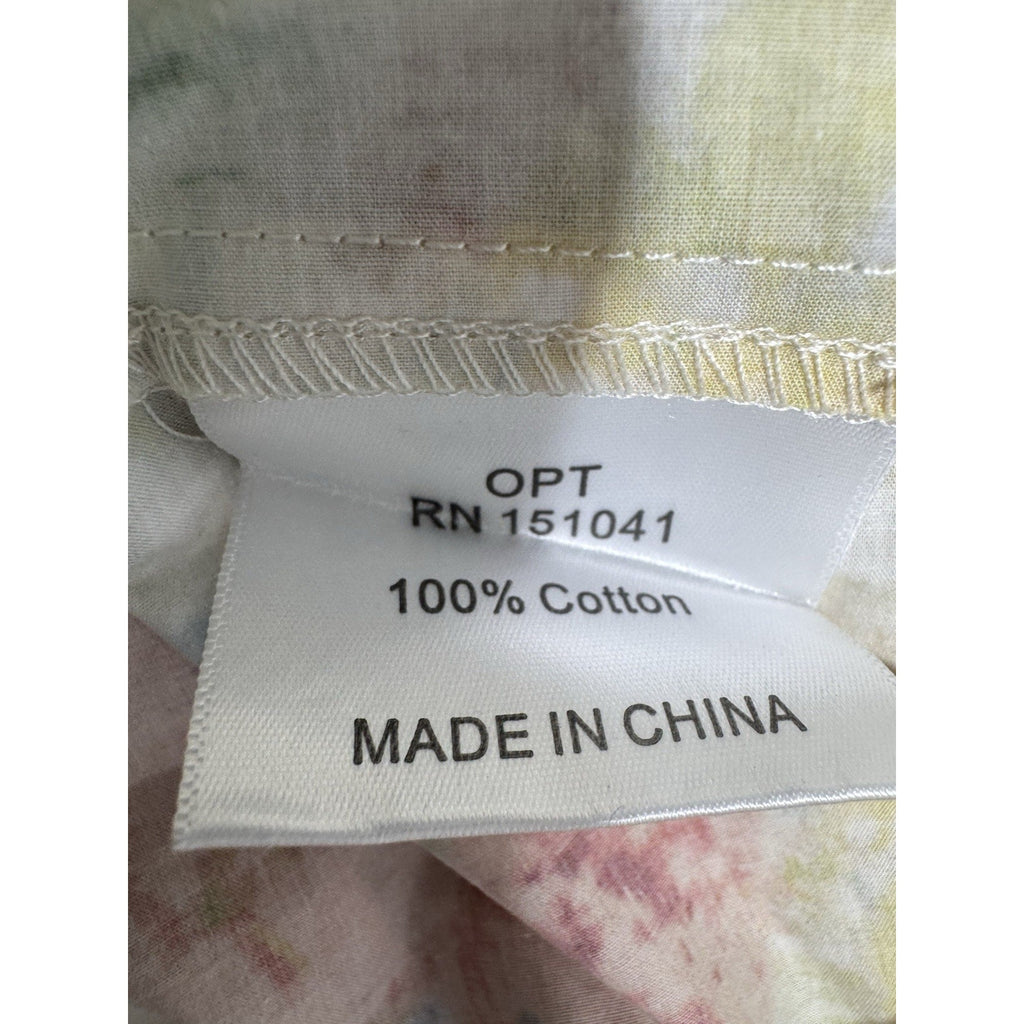 OPT
RN 151041
100% Cotton
MADE IN CHINA